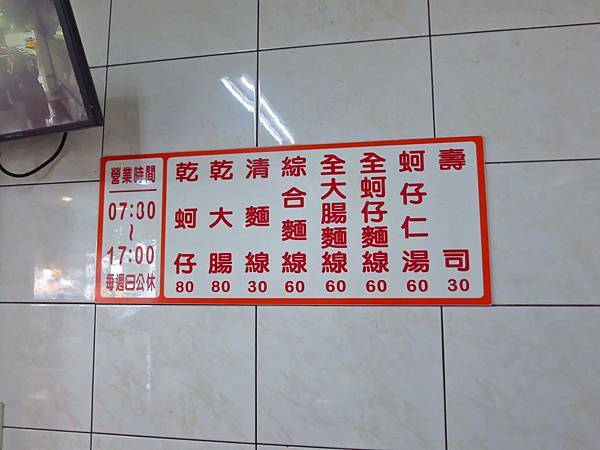 營業時間
07:30
~
17:00
每週日公休
壽司 30
蚵仔仁湯 60
全蚵仔麵線 60
全大腸麵線 60
綜合麵線 60
清麵線 30
乾大腸 80
乾蚵仔 80